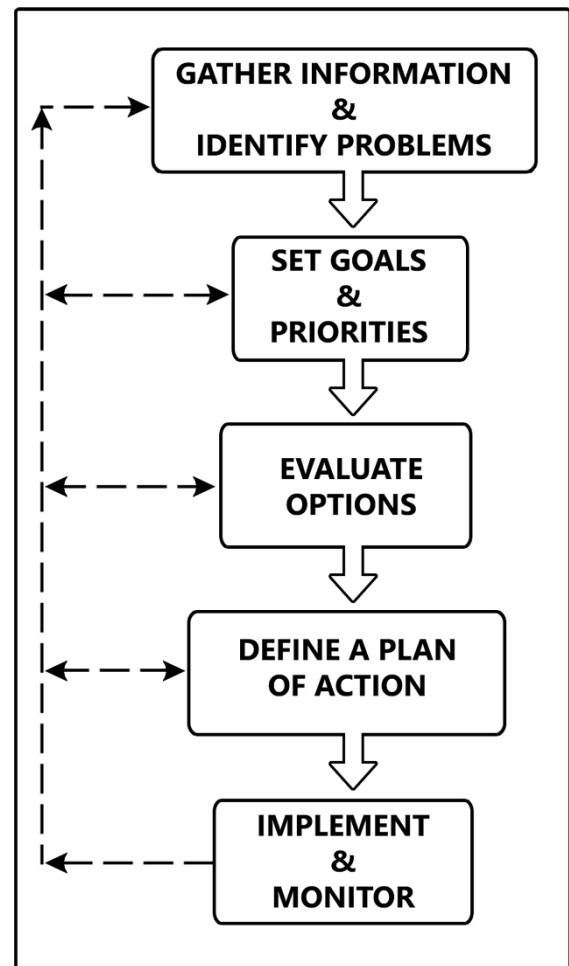 GATHER INFORMATION
&
IDENTIFY PROBLEMS
SET GOALS
&
PRIORITIES
EVALUATE
OPTIONS
DEFINE A PLAN
OF ACTION
IMPLEMENT
&
MONITOR